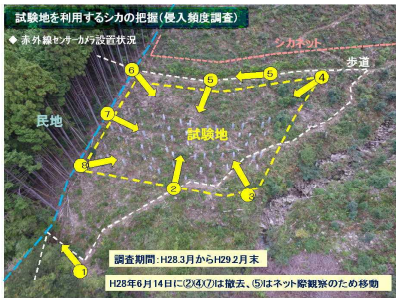 試験地を利用するシカの把握(侵入頻度調査)
◆ 赤外線センサーカメラ設置状況
シカネット
歩道
⑥
⑤
⑤
④
⑦
民地
試験地
⑧
②
③
①
調査期間:H28.3月からH29.2月末
H28年6月14日に②④⑦は撤去、⑤はネット際観察のため移動